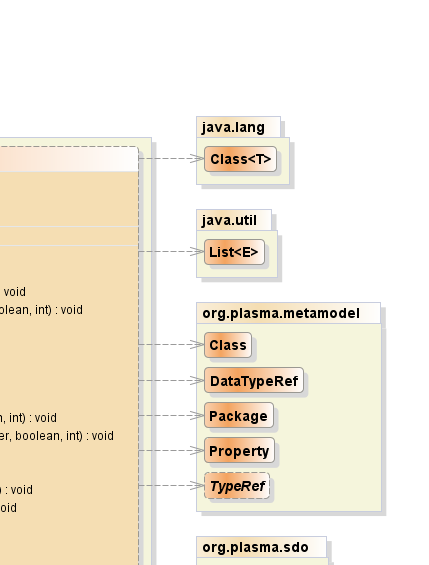 java.lang
Class<T>
java.util
List<E>
void
olean, int) : void
org.plasma.metamodel
Class
DataTypeRef
Package
n, int) : void
er, boolean, int) : void
Property
TypeRef
) : void
oid
org.plasma.sdo